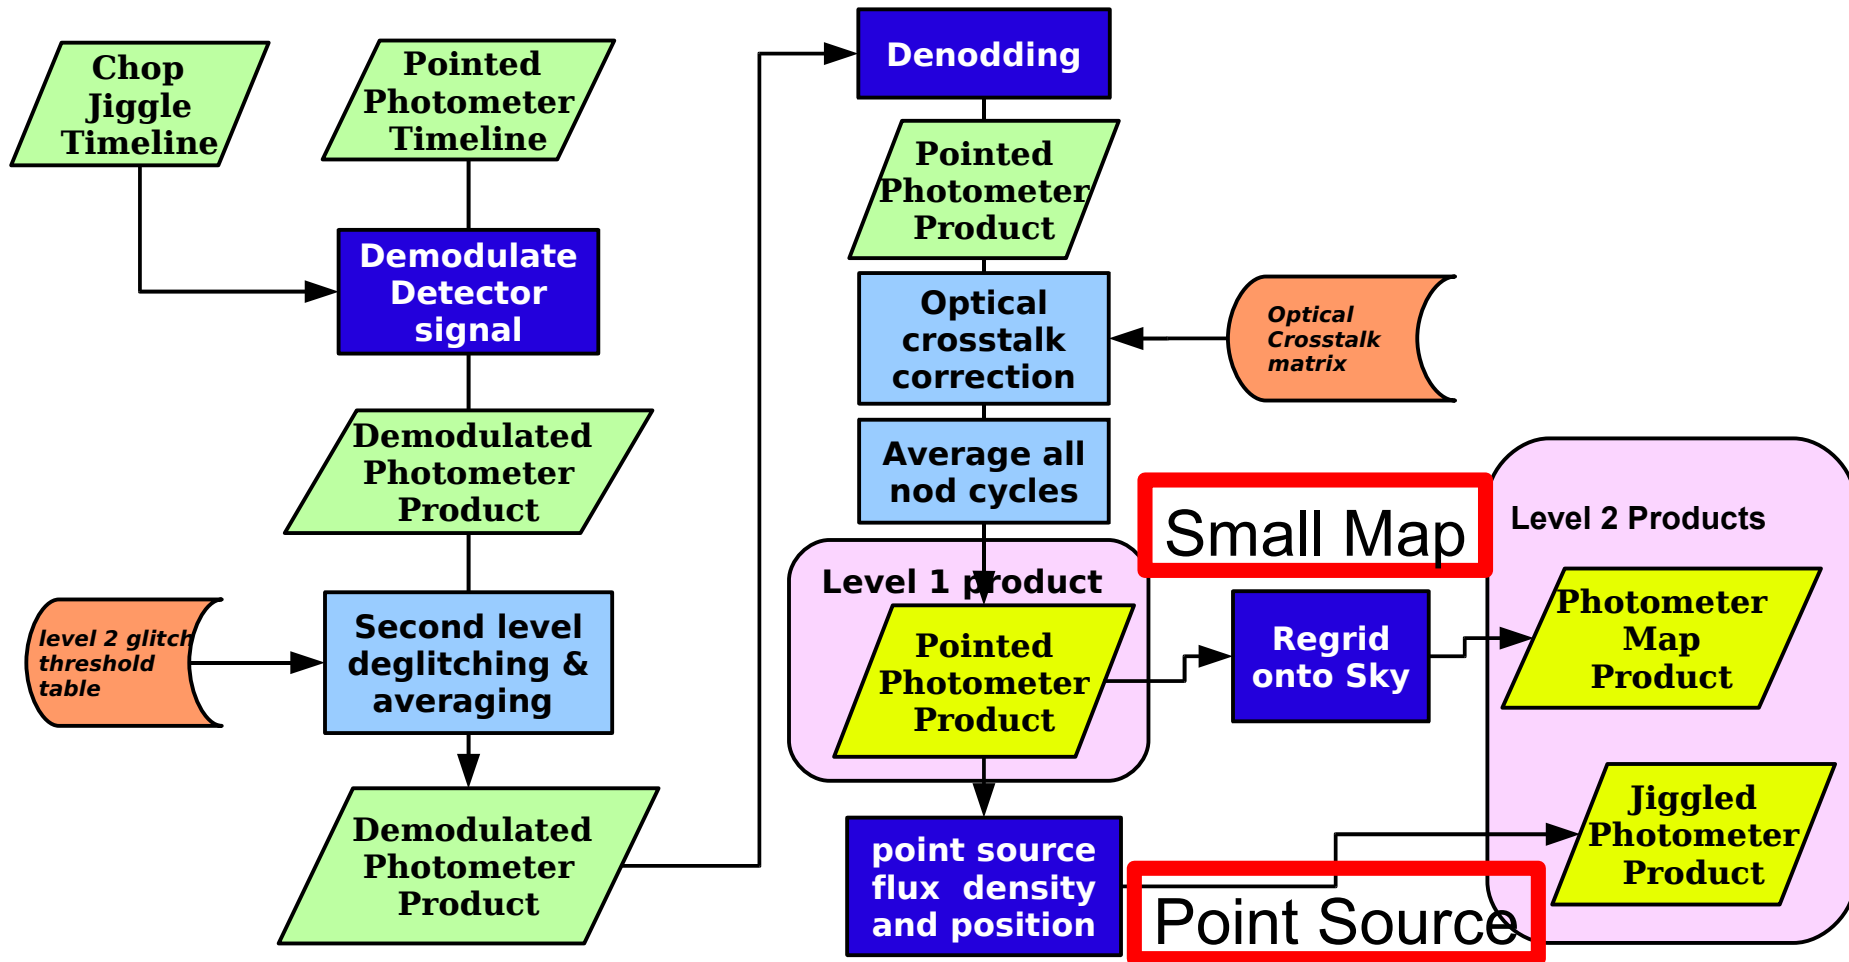 Chop
Jiggle
Timeline
Pointed
Photometer
Timeline
Demodulate
Detector
signal
Demodulated
Photometer
Product
level 2 glitch
threshold
table
Second level
deglitching &
averaging
Demodulated
Photometer
Product
Denodding
Pointed
Photometer
Product
Optical
crosstalk
correction
Optical
Crosstalk
matrix
Average all
nod cycles
Small Map
Level 1 product
Pointed
Photometer
Product
Regrid
onto Sky
Level 2 Products
Photometer
Map
Product
point source
flux density
and position
Point Source
Jiggled
Photometer
Product